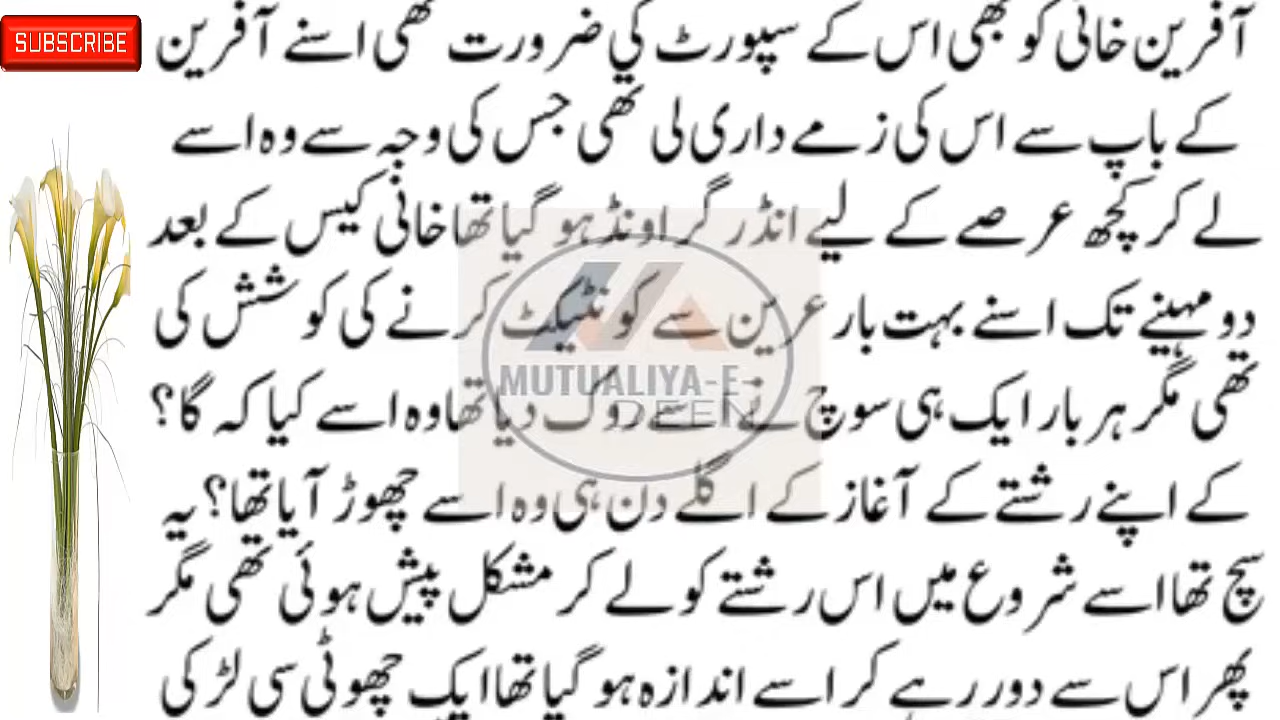 SUBSCRIBE
آفرین خانی کو بھی اس کے سپورٹ کی ضرورت تھی اسنے آفرین
کے باپ سے اس کی زمے داری لی تھی جس کی وجہ سے وہ اسے
لے کر کچھ عرصے کے لیے انڈر گراونڈ ہو گیا تھا خانی کیس کے بعد
دو مہینے تک اسنے بہت بار عرین سے کونٹیکٹ کرنے کی کوشش کی
تھی مگر ہر بار ایک ہی سوچ نے اسے روک دیا تھا وہ اسے کیا کہ گا؟
کے اپنے رشتے کے آغاز کے اگلے دن ہی وہ اسے چھوڑ آیا تھا؟ یہ
سچ تھا اسے شروع میں اس رشتے کو لے کر مشکل پیش ہوئی تھی مگر
پھر اس سے دور رہے کر اسے اندازہ ہو گیا تھا ایک چھوٹی سی لڑکی
MUTUALIYA-E-
DEEN